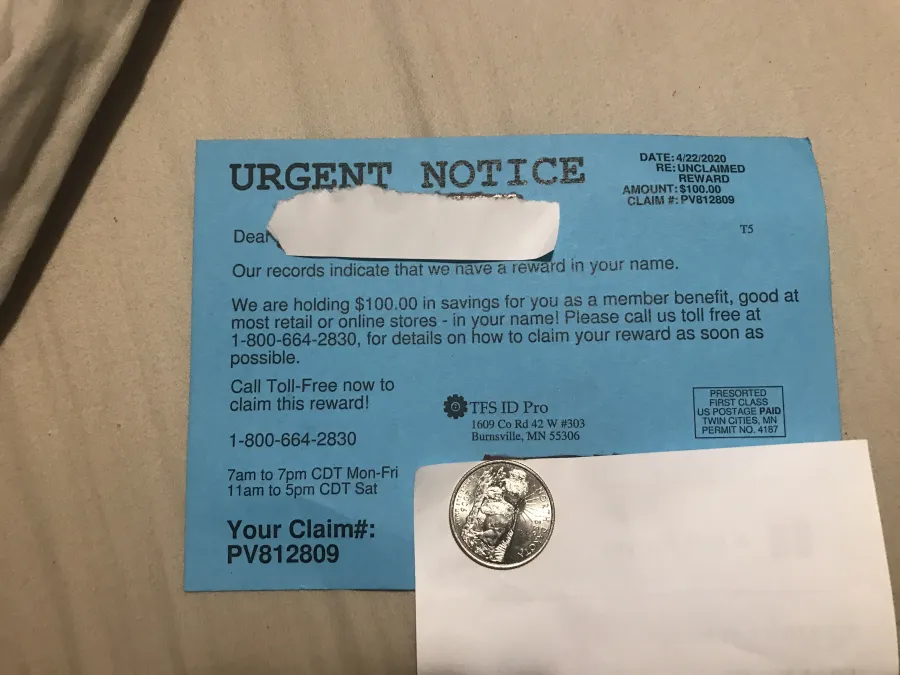 URGENT NOTICE
DATE: 4/22/2020
RE: UNCLAIMED
REWARD
AMOUNT: $100.00
CLAIM #: PV812809
T5
Dear
Our records indicate that we have a reward in your name.
We are holding $100.00 in savings for you as a member benefit, good at
most retail or online stores - in your name! Please call us toll free at
1-800-664-2830, for details on how to claim your reward as soon as
possible.
Call Toll-Free now to
claim this reward!
1-800-664-2830
7am to 7pm CDT Mon-Fri
11am to 5pm CDT Sat
Your Claim#:
PV812809
TFS ID Pro
1609 Co Rd 42 W #303
Burnsville, MN 55306
PRESORTED
FIRST CLASS
US POSTAGE PAID
TWIN CITIES, MN
PERMIT NO. 4187